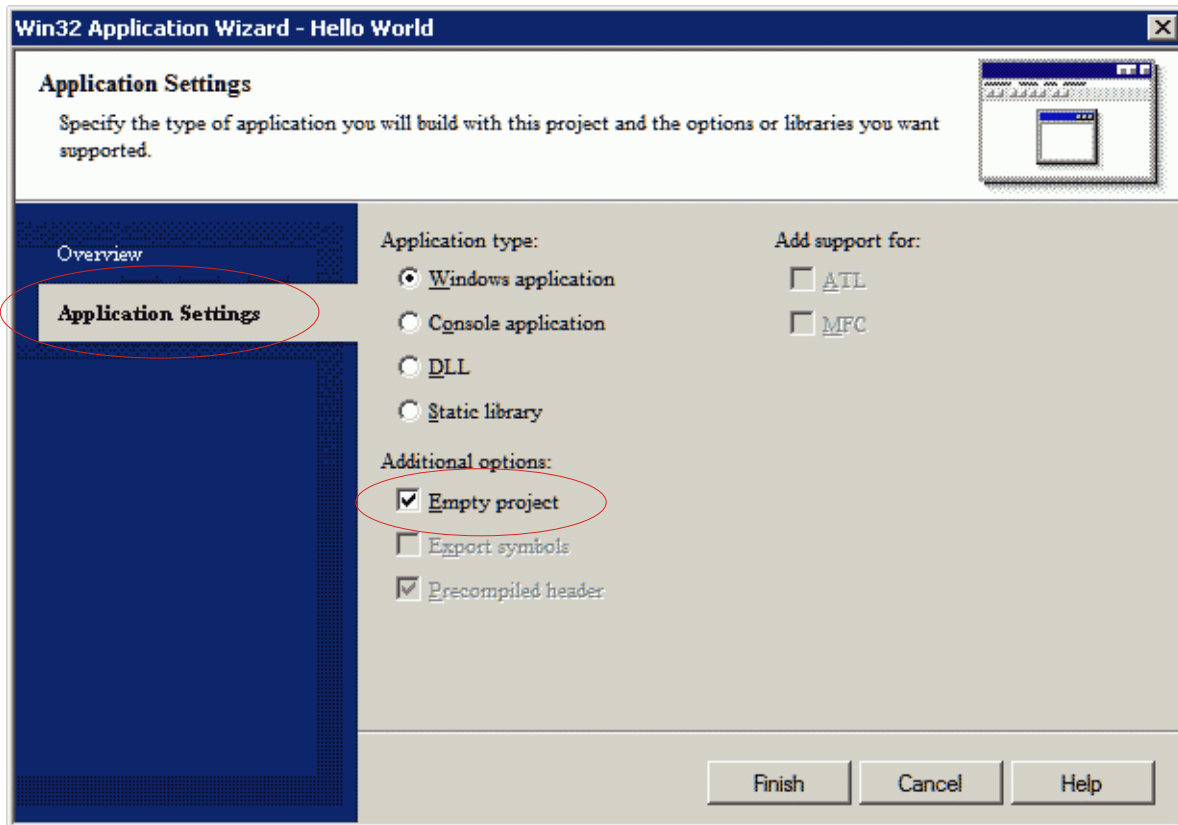 Win32 Application Wizard - Hello World
Application Settings
Specify the type of application you will build with this project and the options or libraries you want
supported.
Overview
Application Settings
Application type:
Windows application
Console application
DLL
Static library
Additional options:
Empty project
Export symbols
Precompiled header
Add support for:
ATL
MFC
Finish
Cancel
Help